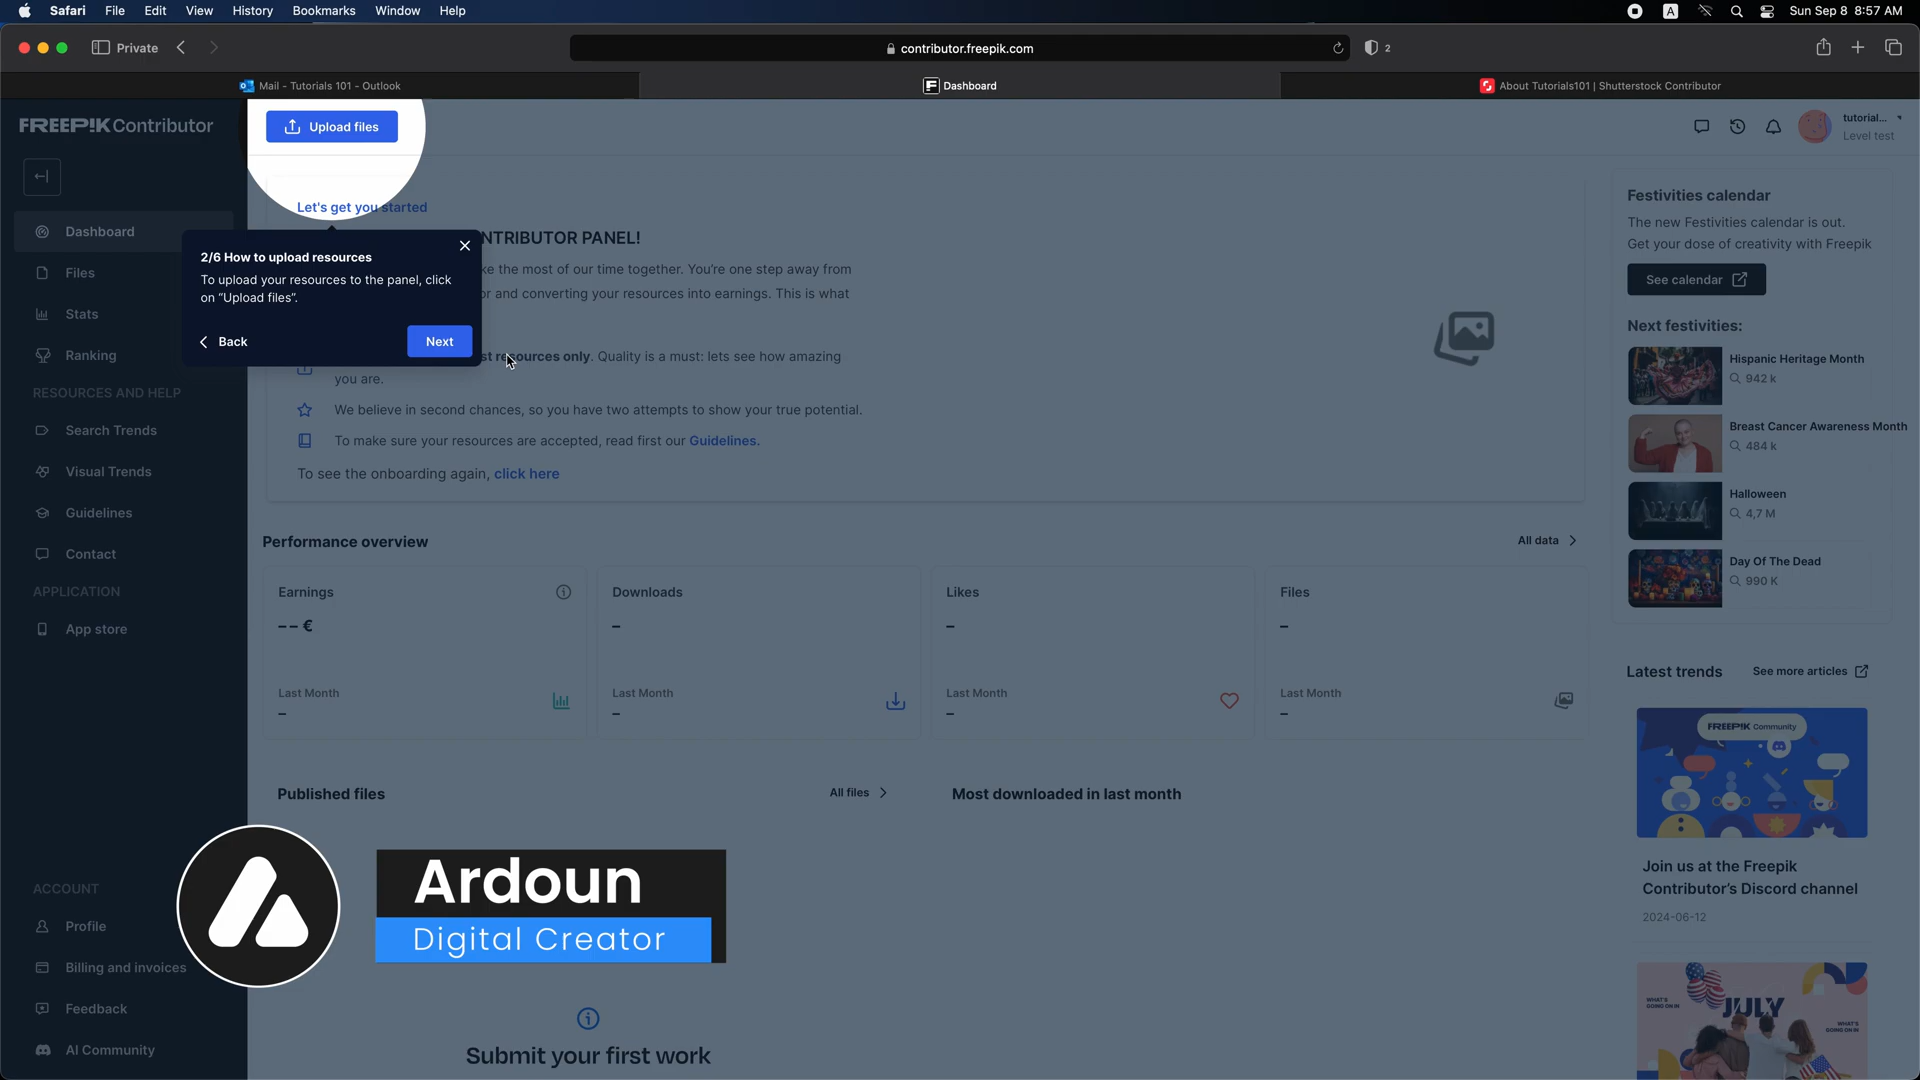 Safari File Edit View History Bookmarks Window Help
A
Sun Sep 8 8:57 AM
Private
contributor.freepik.com
2
Mail - Tutorials 101 - Outlook
Dashboard
About Tutorials101 | Shutterstock Contributor
FREEP!K Contributor
Upload files
tutorial...
Level test
Dashboard
Files
Stats
Ranking
RESOURCES AND HELP
Search Trends
Visual Trends
Guidelines
Contact
APPLICATION
App store
ACCOUNT
Profile
Billing and invoices
Feedback
AI Community
Let's get you started
NTRIBUTOR PANEL!
ke the most of our time together. You're one step away from
or and converting your resources into earnings. This is what
2/6 How to upload resources
To upload your resources to the panel, click
on "Upload files".
Back
Next
st resources only. Quality is a must: lets see how amazing
you are.
We believe in second chances, so you have two attempts to show your true potential.
To make sure your resources are accepted, read first our Guidelines.
To see the onboarding again, click here
Performance overview
All data
Earnings
-- €
Last Month
-
Downloads
-
Last Month
-
Likes
-
Last Month
-
Files
-
Last Month
-
Published files
All files
Most downloaded in last month
Ardoun
Digital Creator
Submit your first work
Festivities calendar
The new Festivities calendar is out.
Get your dose of creativity with Freepik
See calendar
Next festivities:
Hispanic Heritage Month
942 k
Breast Cancer Awareness Month
484 k
Halloween
4,7 M
Day Of The Dead
990 K
Latest trends
See more articles
FREEP!K Community
Join us at the Freepik
Contributor's Discord channel
2024-06-12
WHAT'S
GOING ON IN
JULY
WHAT'S
GOING ON IN